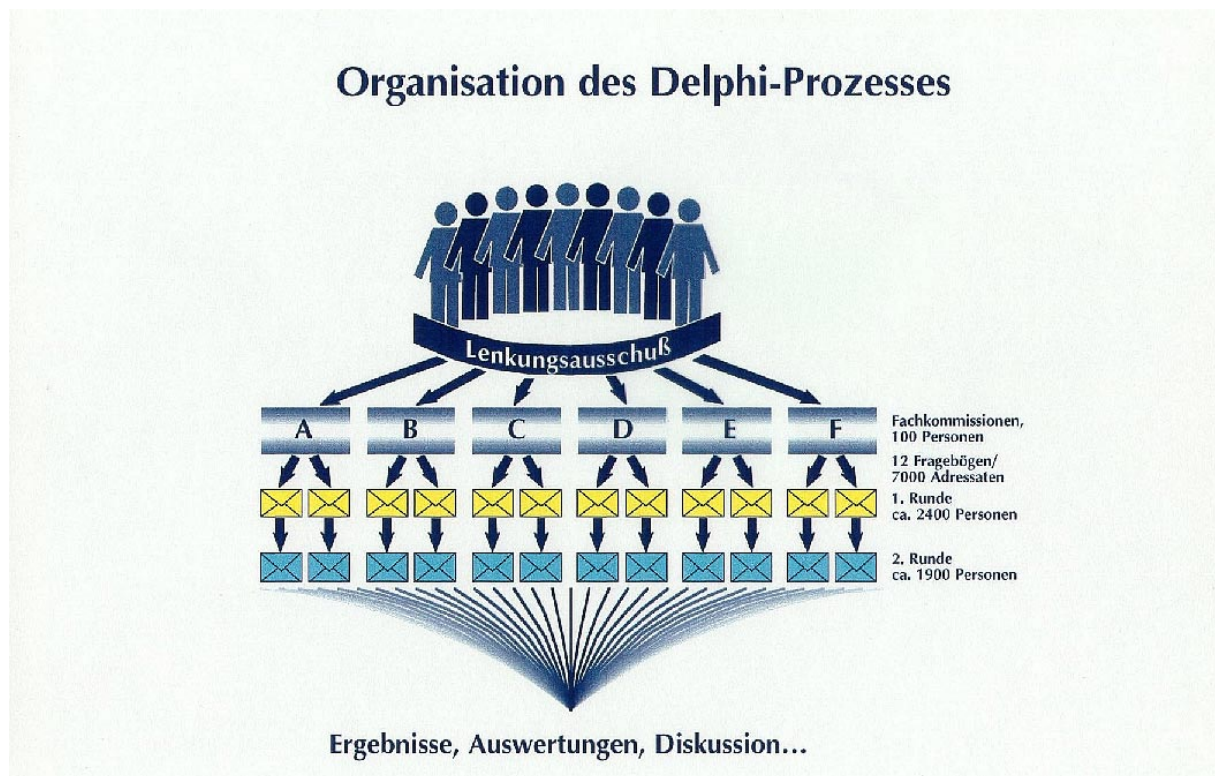 Organisation des Delphi-Prozesses
Lenkungsausschuß
A
B
C
D
E
F
Fachkommissionen,
100 Personen
12 Fragebögen/
7000 Adressaten
1. Runde
ca. 2400 Personen
2. Runde
ca. 1900 Personen
Ergebnisse, Auswertungen, Diskussion...